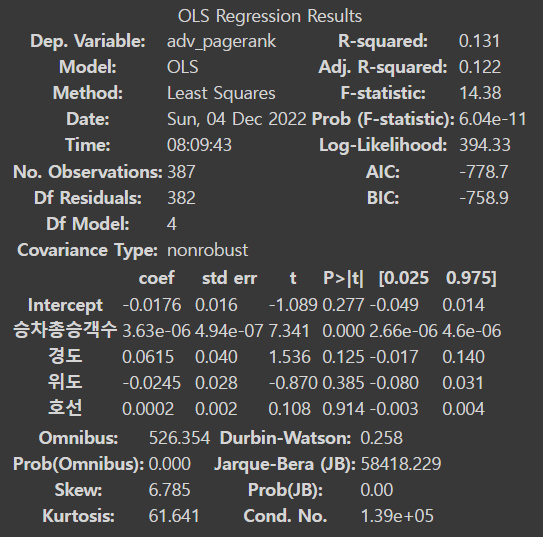 OLS Regression Results
Dep. Variable: adv_pagerank R-squared: 0.131
Model: OLS Adj. R-squared: 0.122
Method: Least Squares F-statistic: 14.38
Date: Sun, 04 Dec 2022 Prob (F-statistic): 6.04e-11
Time: 08:09:43 Log-Likelihood: 394.33
No. Observations: 387 AIC: -778.7
Df Residuals: 382 BIC: -758.9
Df Model: 4
Covariance Type: nonrobust
coef std err t P>|t| [0.025 0.975]
Intercept -0.0176 0.016 -1.089 0.277 -0.049 0.014
승차총승객수 3.63e-06 4.94e-07 7.341 0.000 2.66e-06 4.6e-06
경도 0.0615 0.040 1.536 0.125 -0.017 0.140
위도 -0.0245 0.028 -0.870 0.385 -0.080 0.031
호선 0.0002 0.002 0.108 0.914 -0.003 0.004
Omnibus: 526.354 Durbin-Watson: 0.258
Prob(Omnibus): 0.000 Jarque-Bera (JB): 58418.229
Skew: 6.785 Prob(JB): 0.00
Kurtosis: 61.641 Cond. No. 1.39e+05